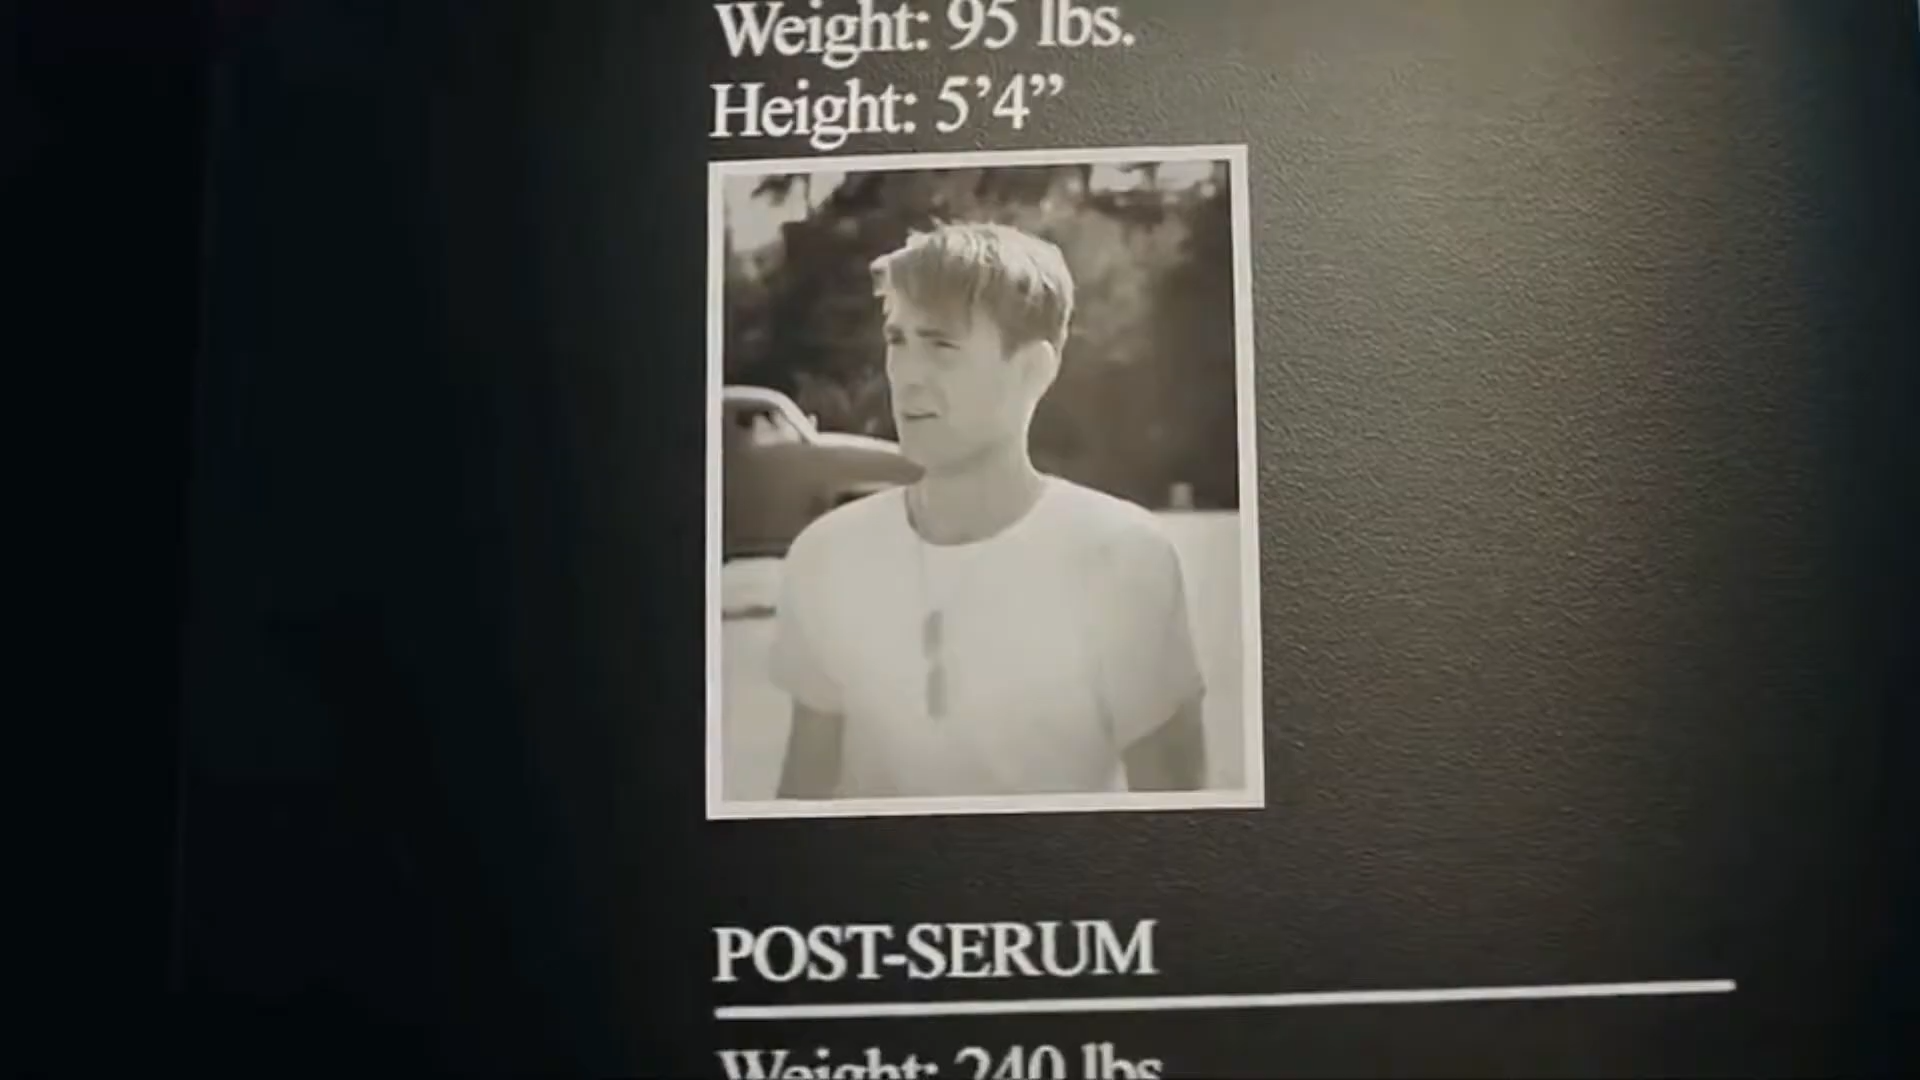 Weight: 95 lbs.
Height: 5’4”
POST-SERUM
Weight: 240 lbs